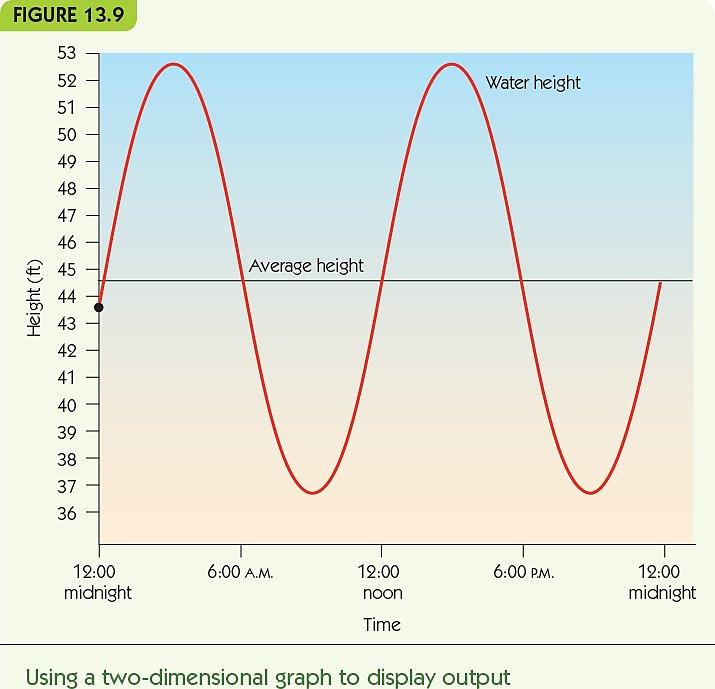 FIGURE 13.9
53
52
51
50
49
48
47
46
45
44
43
42
41
40
39
38
37
36
Height (ft)
Water height
Average height
12:00 6:00 A.M. 12:00 6:00 P.M. 12:00
midnight noon midnight
Time
Using a two-dimensional graph to display output